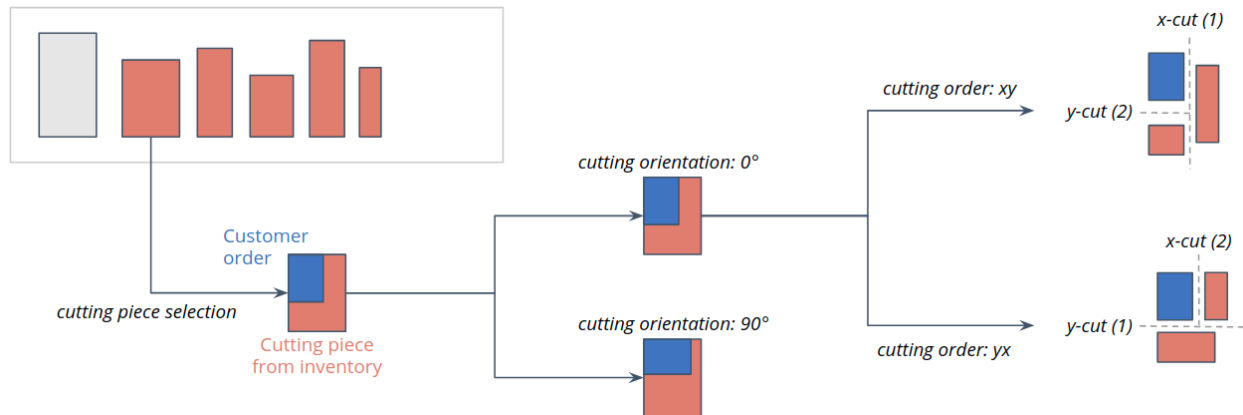 x-cut (1)
cutting order: xy
y-cut (2)
cutting orientation: 0°
Customer
order
cutting piece selection
Cutting piece
from inventory
cutting orientation: 90°
x-cut (2)
y-cut (1)
cutting order: yx